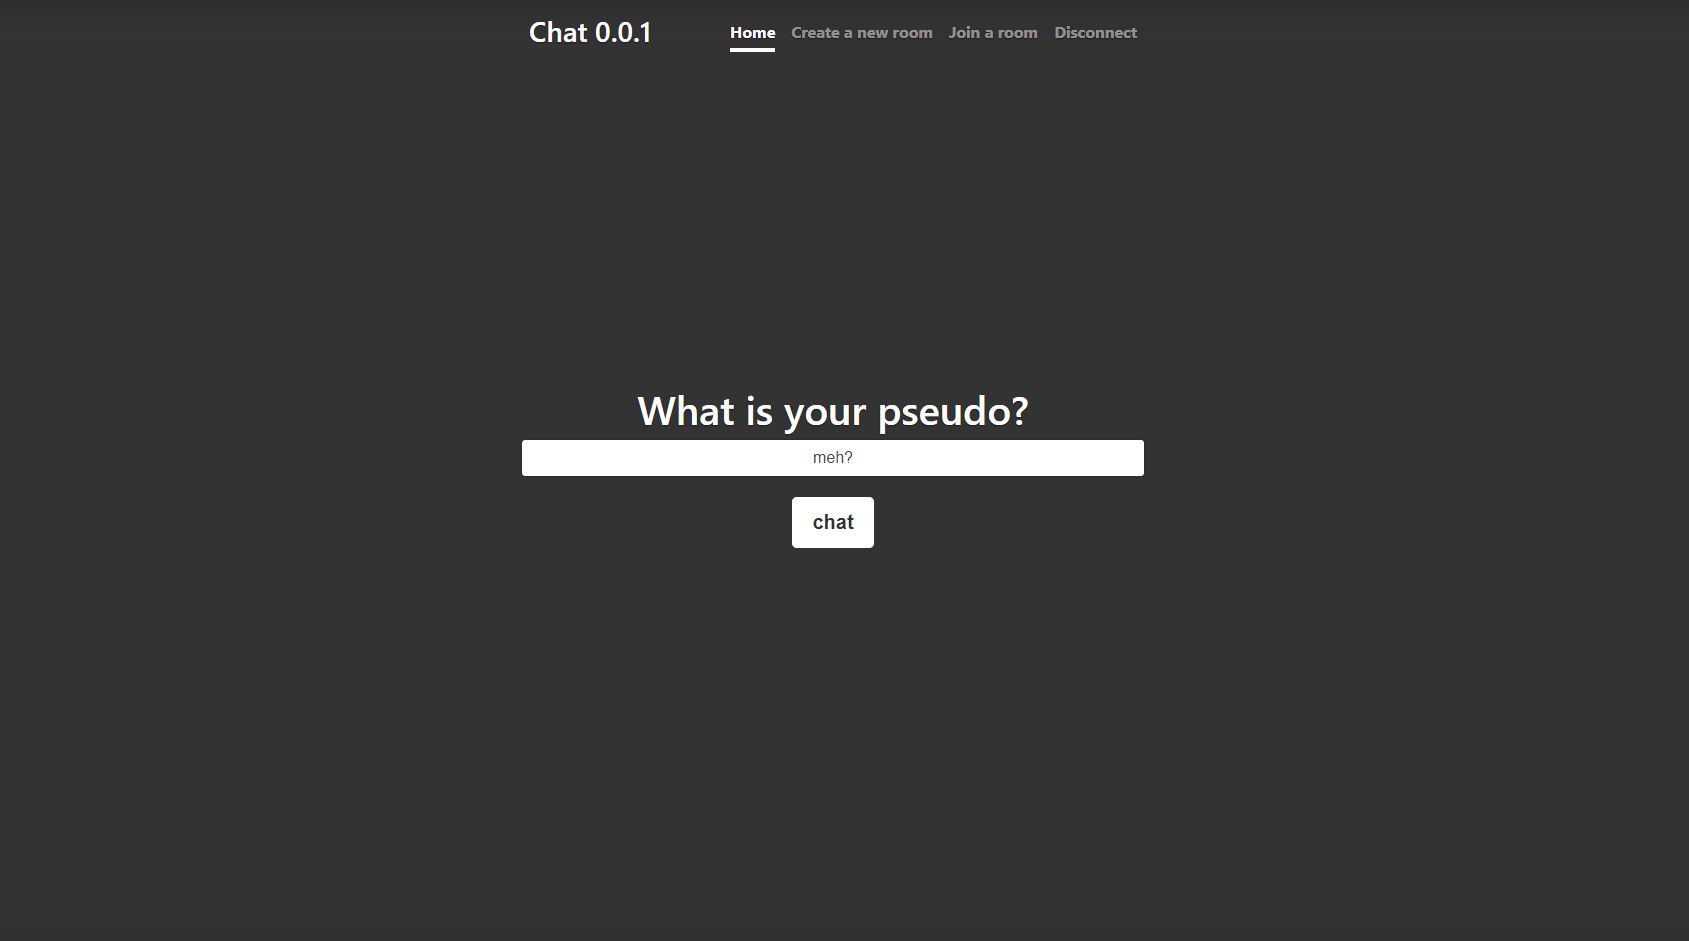 Chat 0.0.1 Home Create a new room Join a room Disconnect
What is your pseudo?
meh?
chat